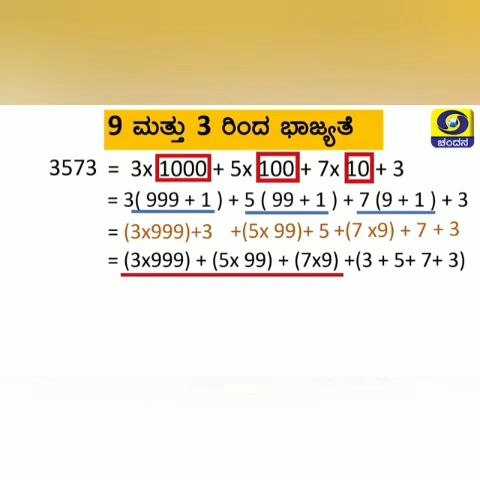 9 ಮತ್ತು 3 ರಿಂದ ಭಾಜ್ಯತೆ
ಚಂದನ
3573 = 3x 1000 + 5x 100 + 7x 10 + 3
= 3( 999 + 1 ) + 5 ( 99 + 1 ) + 7 (9 + 1 ) + 3
= (3x999)+3 +(5x 99)+ 5 +(7 x9) + 7 + 3
= (3x999) + (5x 99) + (7x9) +(3 + 5+ 7+ 3)